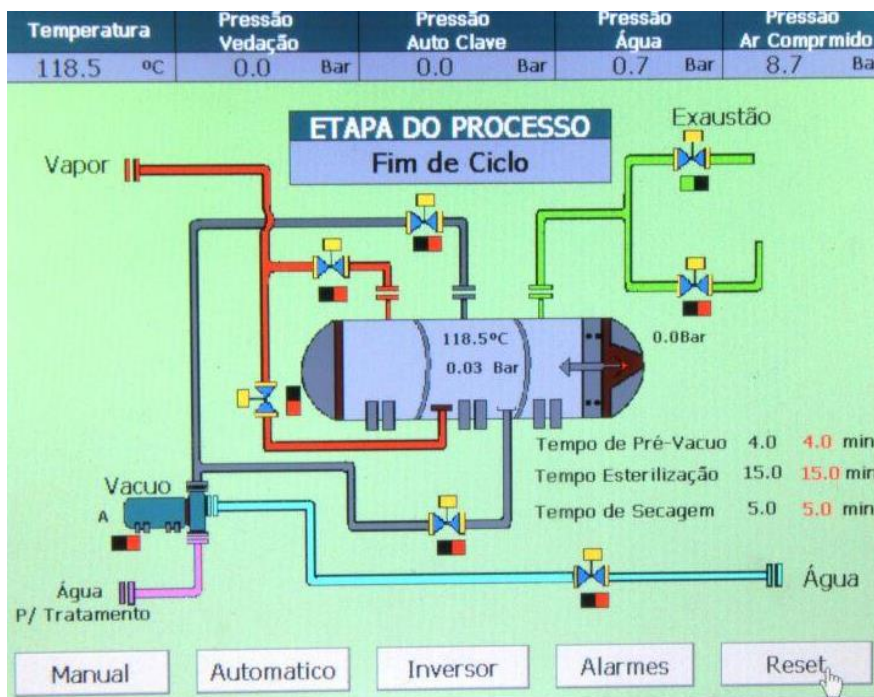 Temperatura
Pressão
Vedação
Pressão
Auto Clave
Pressão
Água
Pressão
Ar Comprmido
118.5 ºC
0.0 Bar
0.0 Bar
0.7 Bar
8.7 Ba
ETAPA DO PROCESSO
Fim de Ciclo
Exaustão
Vapor
118.5ºC
0.03 Bar
0.0Bar
Tempo de Pré-Vacuo 4.0 4.0 min
Tempo Esterilização 15.0 15.0 min
Tempo de Secagem 5.0 5.0 min
Vacuo
A
Água
P/ Tratamento
Água
Manual
Automatico
Inversor
Alarmes
Reset